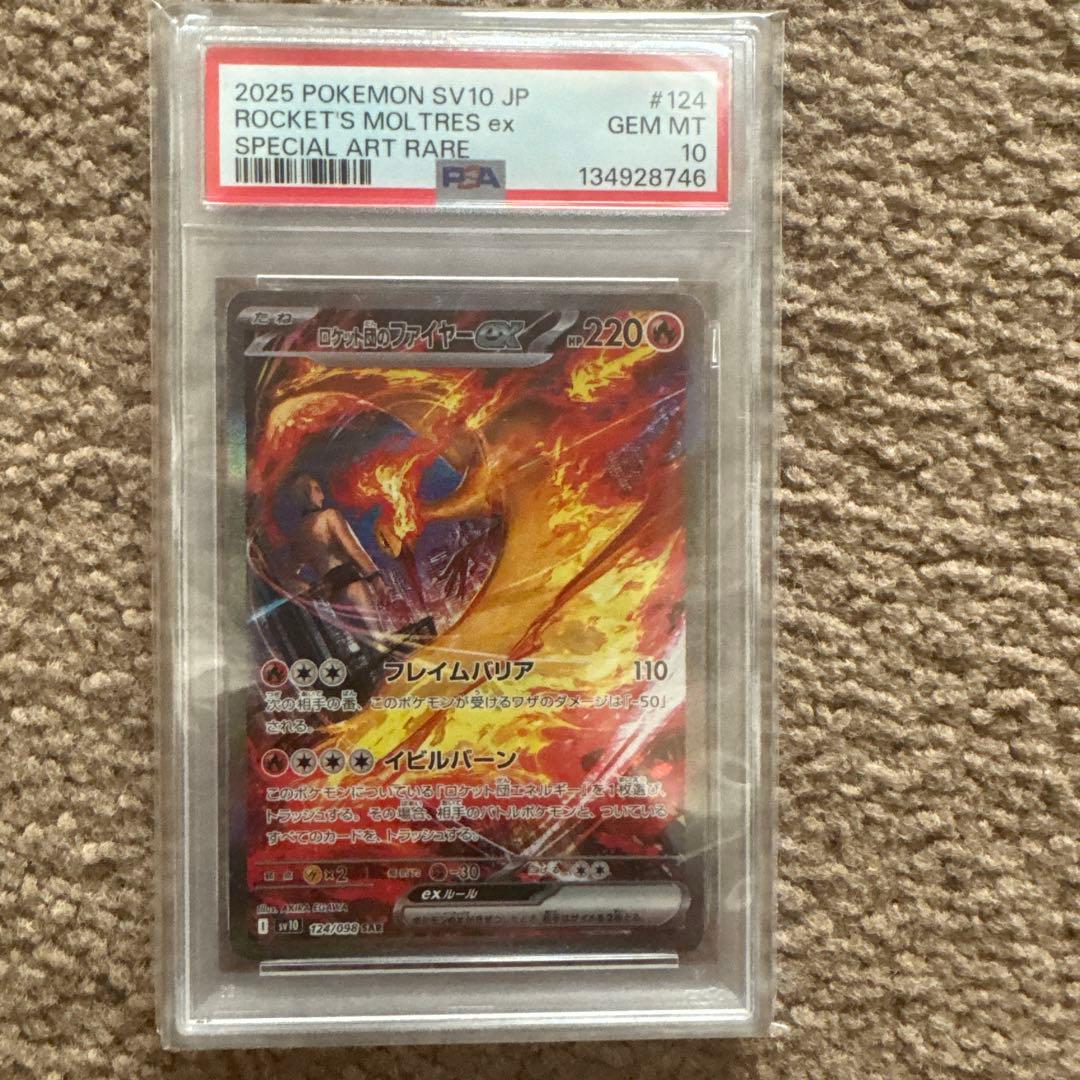 2025 POKEMON SV10 JP #124
ROCKET'S MOLTRES ex GEM MT
SPECIAL ART RARE 10
PSA 134928746
たね ロケット団のファイヤーex HP220
フレイムバリア 110
次の相手の番、このポケモンが受けるワザのダメージは「-50」
される。
イビルバーン
このポケモンについている「ロケット団エネルギー」を1枚選び、
トラッシュする。その場合、相手のバトルポケモンと、ついている
すべてのカードを、トラッシュする。
弱点 ×2 抵抗力 -30 にげる
exルール
Illus. AKIRA EGAWA
I sv10 124/098 SAR